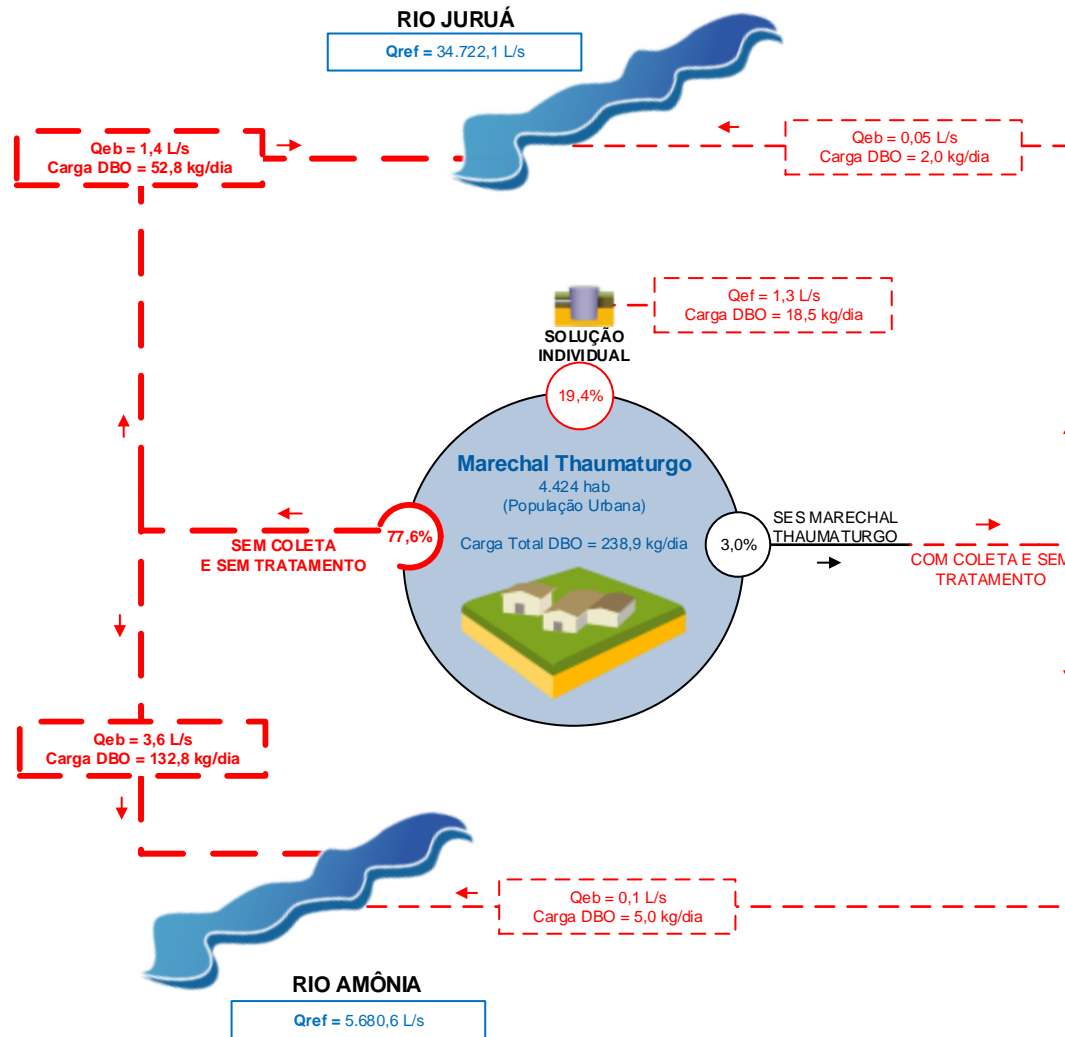 RIO JURUÁ
Qref = 34.722,1 L/s
Qeb = 1,4 L/s
Carga DBO = 52,8 kg/dia
Qeb = 0,05 L/s
Carga DBO = 2,0 kg/dia
Qef = 1,3 L/s
Carga DBO = 18,5 kg/dia
SOLUÇÃO
INDIVIDUAL
19,4%
Marechal Thaumaturgo
4.424 hab
(População Urbana)
Carga Total DBO = 238,9 kg/dia
77,6%
SEM COLETA
E SEM TRATAMENTO
3,0%
SES MARECHAL
THAUMATURGO
COM COLETA E SEM
TRATAMENTO
Qeb = 3,6 L/s
Carga DBO = 132,8 kg/dia
Qeb = 0,1 L/s
Carga DBO = 5,0 kg/dia
RIO AMÔNIA
Qref = 5.680,6 L/s